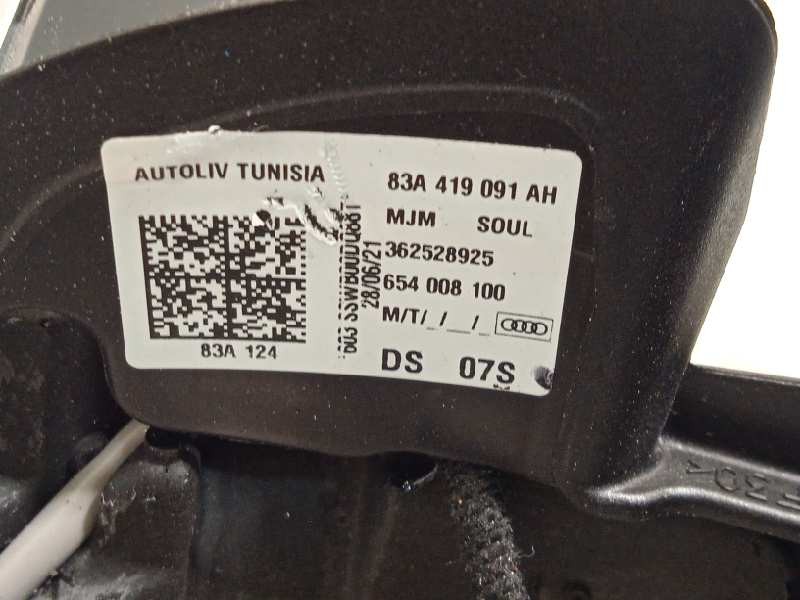 AUTOLIV TUNISIA
83A 419 091 AH
MJM SOUL
362528925
654 008 100
M/T/_/__/_
DS 07S
83A 124
28/06/21